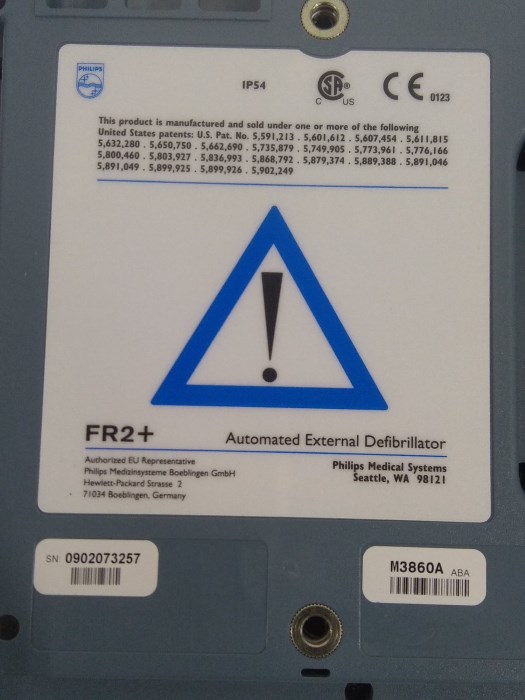 PHILIPS
IP54
C US
CE 0123
This product is manufactured and sold under one or more of the following
United States patents: U.S. Pat. No. 5,591,213 . 5,601,612 . 5,607,454 . 5,611,815
5,632,280 . 5,650,750 . 5,662,690 . 5,735,879 . 5,749,905 . 5,773,961 . 5,776,166
5,800,460 . 5,803,927 . 5,836,993 . 5,868,792 . 5,879,374 . 5,889,388 . 5,891,046
5,891,049 . 5,899,925 . 5,899,926 . 5,902,249
!
FR2+
Automated External Defibrillator
Authorized EU Representative
Philips Medizinsysteme Boeblingen GmbH
Hewlett-Packard Strasse 2
71034 Boeblingen, Germany
Philips Medical Systems
Seattle, WA 98121
SN 0902073257
M3860A ABA